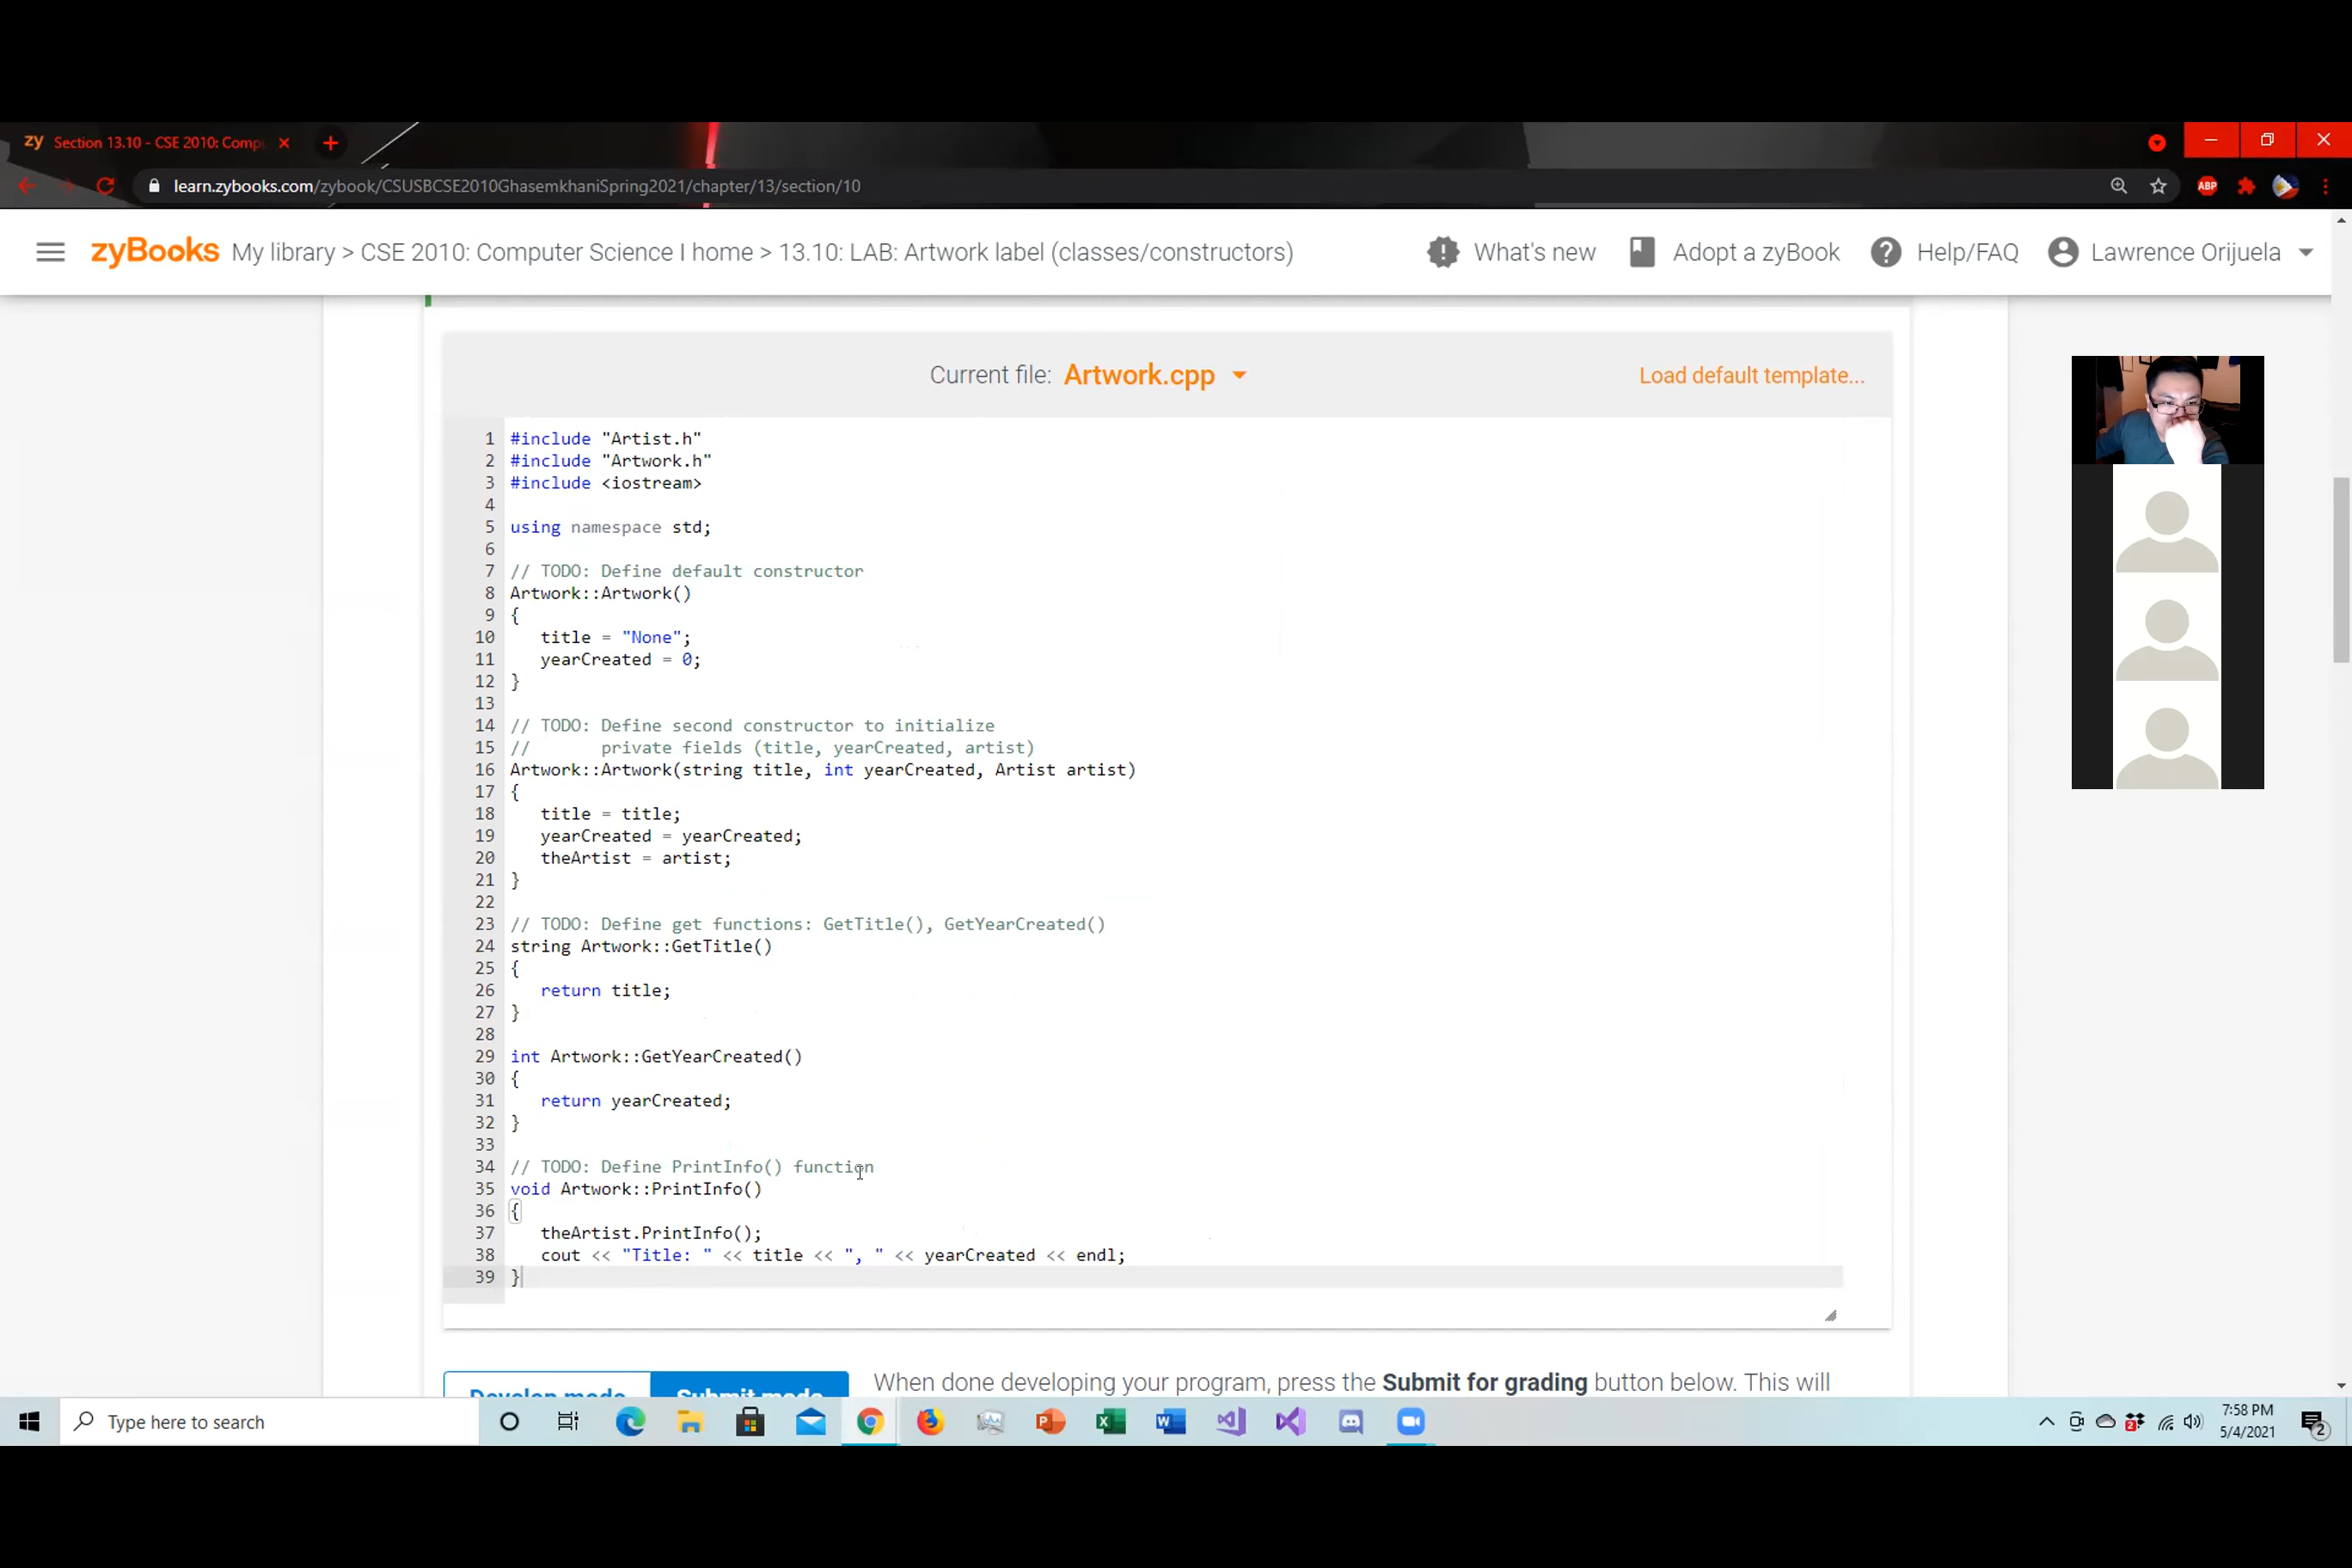 zy Section 13.10 - CSE 2010: Compu
learn.zybooks.com/zybook/CSUSBCSE2010GhasemkhaniSpring2021/chapter/13/section/10
ABP
zyBooks My library > CSE 2010: Computer Science I home > 13.10: LAB: Artwork label (classes/constructors) What's new Adopt a zyBook Help/FAQ Lawrence Orijuela
Current file: Artwork.cpp Load default template...
1 #include "Artist.h"
2 #include "Artwork.h"
3 #include <iostream>
4
5 using namespace std;
6
7 // TODO: Define default constructor
8 Artwork::Artwork()
9 {
10 title = "None";
11 yearCreated = 0;
12 }
13
14 // TODO: Define second constructor to initialize
15 // private fields (title, yearCreated, artist)
16 Artwork::Artwork(string title, int yearCreated, Artist artist)
17 {
18 title = title;
19 yearCreated = yearCreated;
20 theArtist = artist;
21 }
22
23 // TODO: Define get functions: GetTitle(), GetYearCreated()
24 string Artwork::GetTitle()
25 {
26 return title;
27 }
28
29 int Artwork::GetYearCreated()
30 {
31 return yearCreated;
32 }
33
34 // TODO: Define PrintInfo() function
35 void Artwork::PrintInfo()
36 {
37 theArtist.PrintInfo();
38 cout << "Title: " << title << ", " << yearCreated << endl;
39 }
Develop mode Submit mode When done developing your program, press the Submit for grading button below. This will
Type here to search
7:58 PM
5/4/2021
2